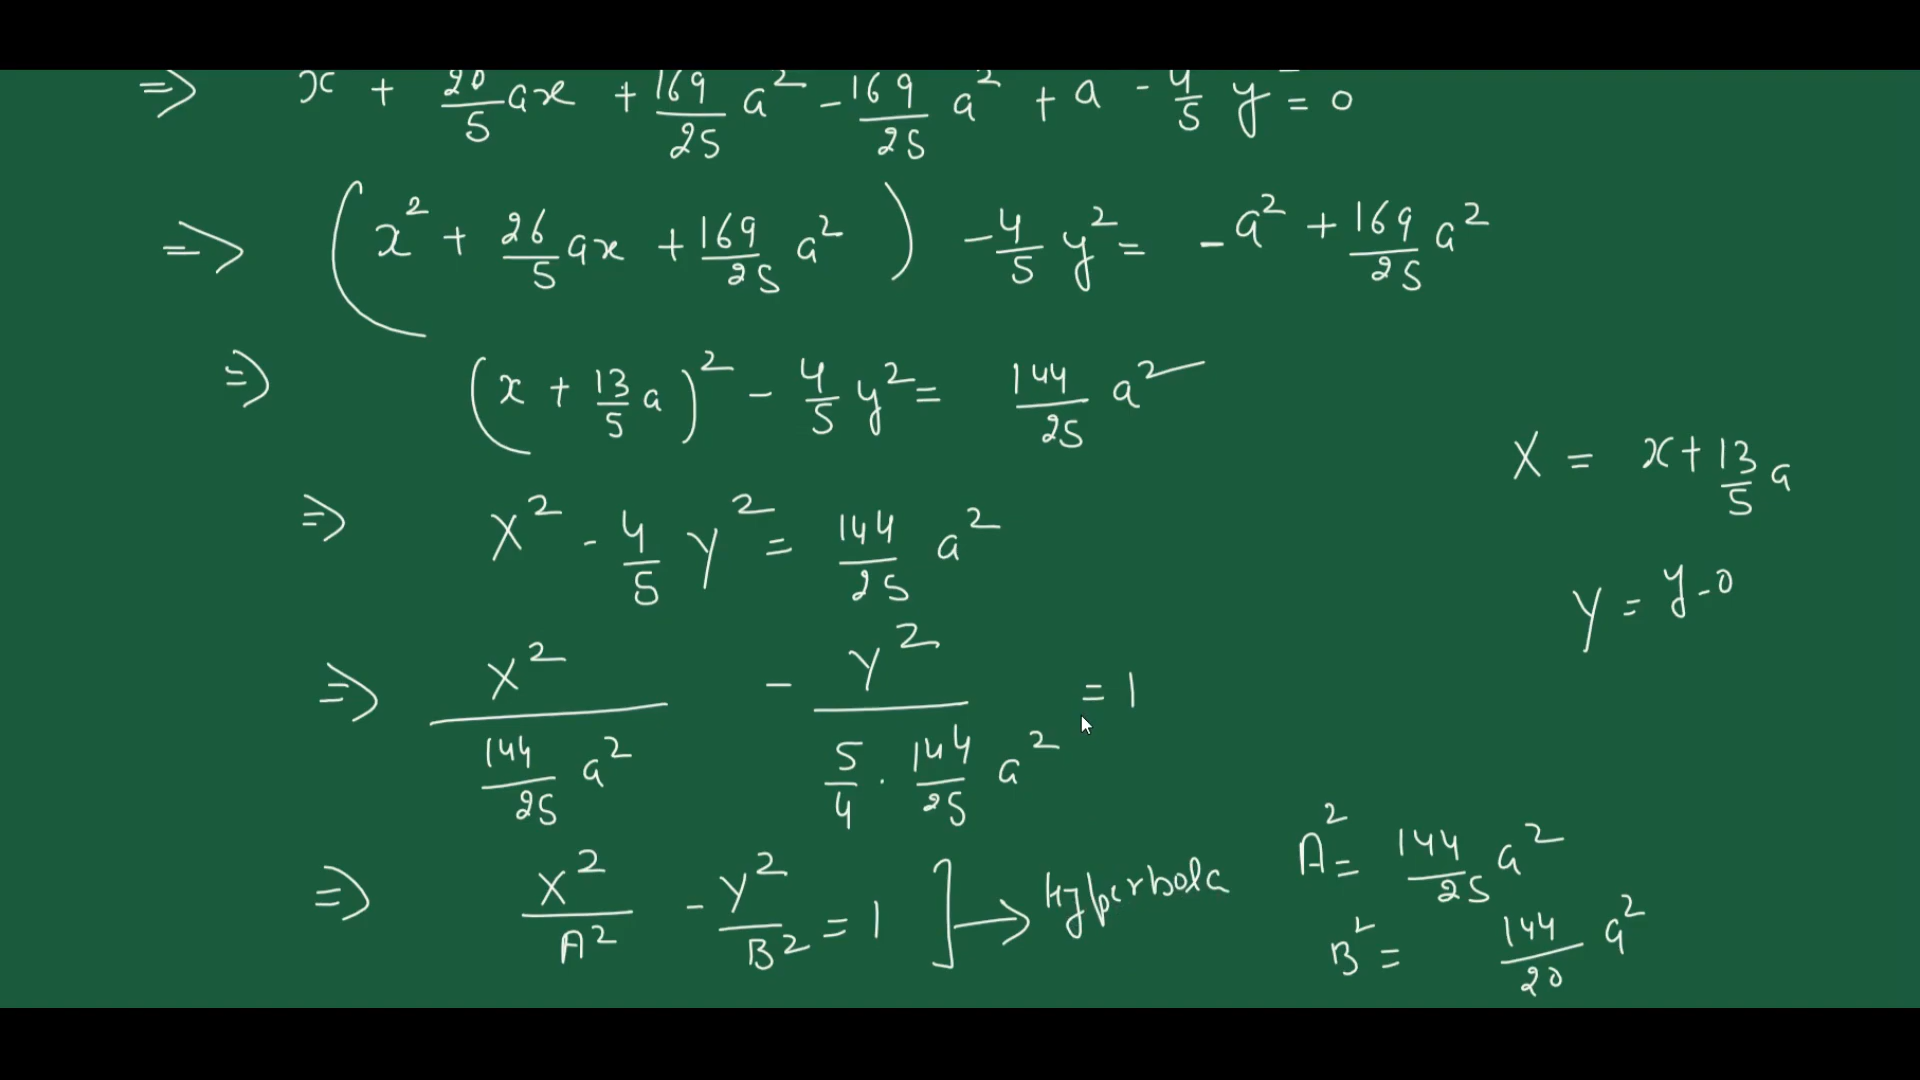 => x + 26/5 ax + 169/25 a² - 169/25 a² + a - 4/5 y = 0
=> (x² + 26/5 ax + 169/25 a²) - 4/5 y² = -a² + 169/25 a²
=> (x + 13/5 a)² - 4/5 y² = 144/25 a²
X = x + 13/5 a
=> X² - 4/5 Y² = 144/25 a²
Y = y - 0
=> X²/(144/25 a²) - Y²/(5/4 · 144/25 a²) = 1
=> X²/A² - Y²/B² = 1 ] -> Hyperbola
A² = 144/25 a²
B² = 144/20 a²